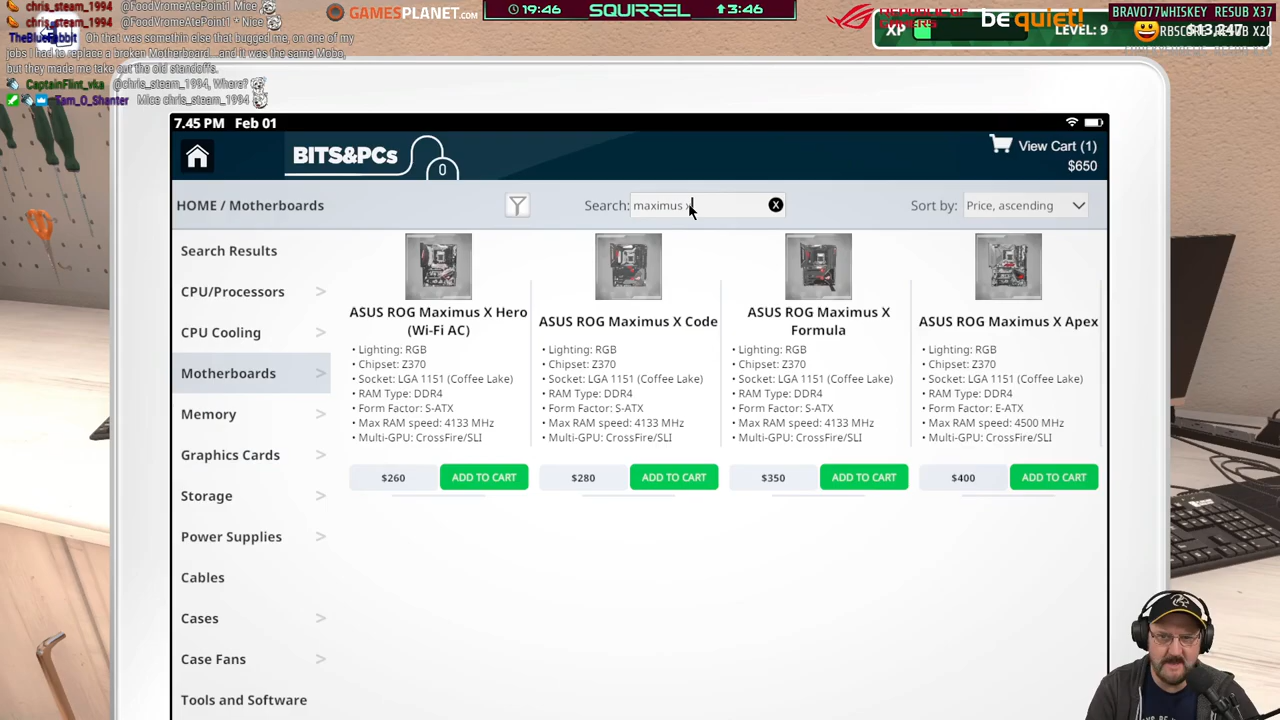 chris_steam_1994 @FoodVromeAtePoint1 Mice
chris_steam_1994 @FoodVromeAtePoint1 * Nice
TheBlueRabbit Oh that was something that bugged me, on one of
my jobs I had to replace a broken Motherboard....and it was the same Mobo,
but they made me take out the old standoffs.
CaptainFlint_vka @chris_steam_1994, Where?
Tam_O_Shanter Mice chris_steam_1994
GAMESPLANET.com
19:46 SQUIRREL 3:46
REPUBLIC OF
be quiet!
BRAVO77WHISKEY RESUB X37
RBSCORE RESUB X20
XP LEVEL: 9 $13,247
7.45 PM Feb 01
BITS&PCs 0
View Cart (1)
$650
HOME / Motherboards
Search: maximus x
X
Sort by: Price, ascending
Search Results
CPU/Processors >
CPU Cooling >
Motherboards >
Memory >
Graphics Cards >
Storage >
Power Supplies >
Cables
Cases >
Case Fans >
Tools and Software
ASUS ROG Maximus X Hero
(Wi-Fi AC)
• Lighting: RGB
• Chipset: Z370
• Socket: LGA 1151 (Coffee Lake)
• RAM Type: DDR4
• Form Factor: S-ATX
• Max RAM speed: 4133 MHz
• Multi-GPU: CrossFire/SLI
$260 ADD TO CART
ASUS ROG Maximus X Code
• Lighting: RGB
• Chipset: Z370
• Socket: LGA 1151 (Coffee Lake)
• RAM Type: DDR4
• Form Factor: S-ATX
• Max RAM speed: 4133 MHz
• Multi-GPU: CrossFire/SLI
$280 ADD TO CART
ASUS ROG Maximus X
Formula
• Lighting: RGB
• Chipset: Z370
• Socket: LGA 1151 (Coffee Lake)
• RAM Type: DDR4
• Form Factor: S-ATX
• Max RAM speed: 4133 MHz
• Multi-GPU: CrossFire/SLI
$350 ADD TO CART
ASUS ROG Maximus X Apex
• Lighting: RGB
• Chipset: Z370
• Socket: LGA 1151 (Coffee Lake)
• RAM Type: DDR4
• Form Factor: E-ATX
• Max RAM speed: 4500 MHz
• Multi-GPU: CrossFire/SLI
$400 ADD TO CART